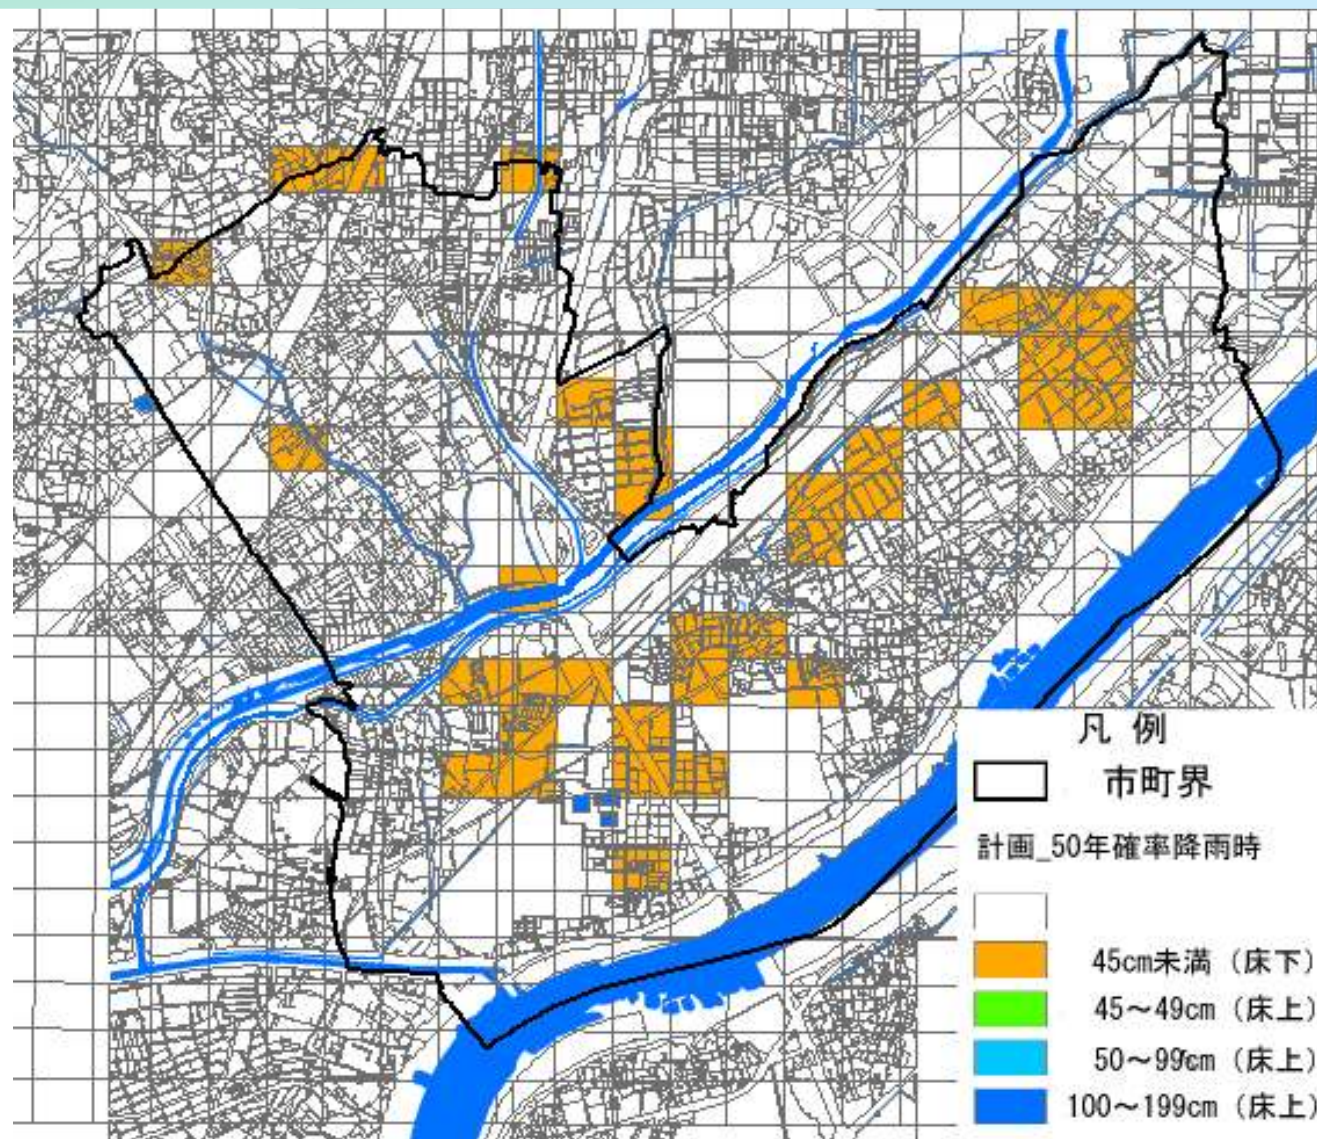 凡 例
市町界
計画_50年確率降雨時
45cm未満（床下）
45～49cm（床上）
50～99cm（床上）
100～199cm（床上）